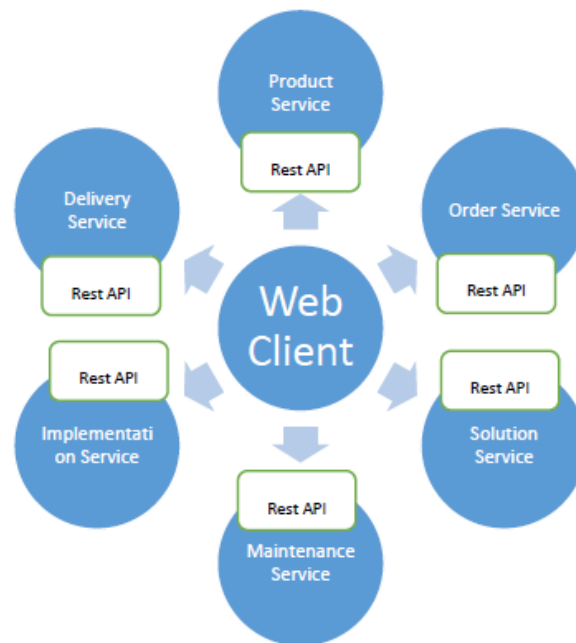 Product
Service
Rest API
Delivery
Service
Rest API
Order Service
Rest API
Web
Client
Rest API
Implementati
on Service
Rest API
Solution
Service
Rest API
Maintenance
Service